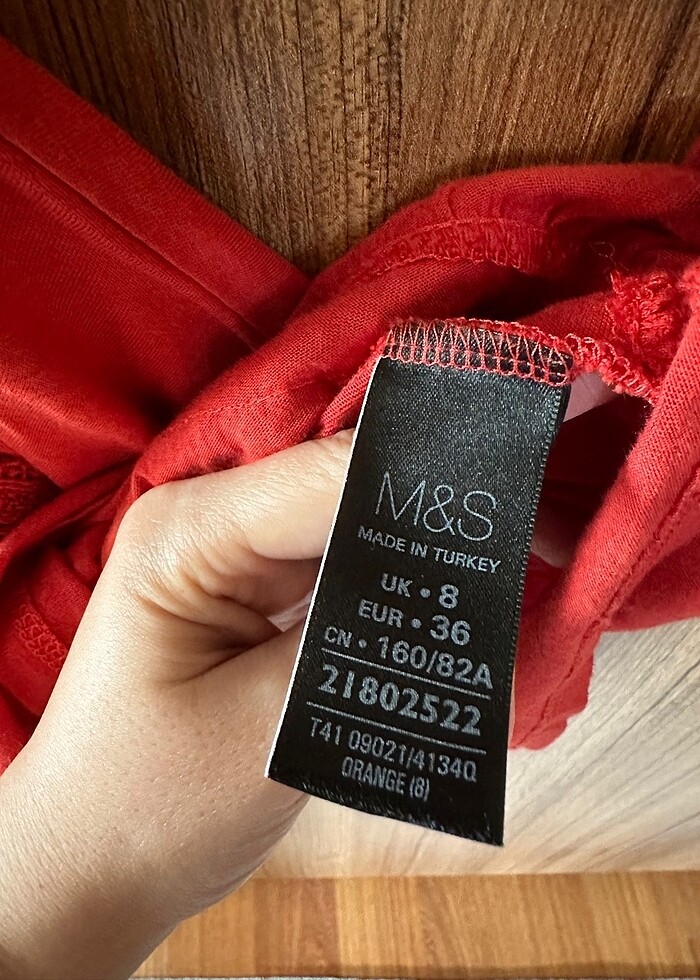 M&S
MADE IN TURKEY
UK • 8
EUR • 36
CN • 160/82A
21802522
T41 09021/4134Q
ORANGE (8)